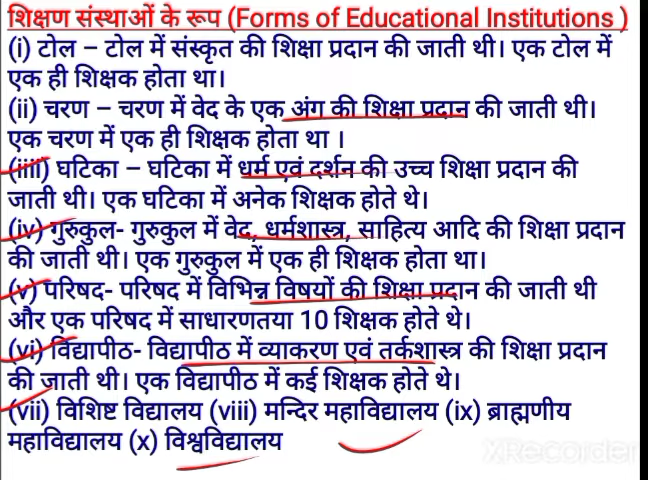 शिक्षण संस्थाओं के रूप (Forms of Educational Institutions )
(i) टोल – टोल में संस्कृत की शिक्षा प्रदान की जाती थी। एक टोल में
एक ही शिक्षक होता था।
(ii) चरण – चरण में वेद के एक अंग की शिक्षा प्रदान की जाती थी।
एक चरण में एक ही शिक्षक होता था ।
(iiii) घटिका – घटिका में धर्म एवं दर्शन की उच्च शिक्षा प्रदान की
जाती थी। एक घटिका में अनेक शिक्षक होते थे।
(iv) गुरुकुल- गुरुकुल में वेद, धर्मशास्त्र, साहित्य आदि की शिक्षा प्रदान
की जाती थी। एक गुरुकुल में एक ही शिक्षक होता था।
(v) परिषद- परिषद में विभिन्न विषयों की शिक्षा प्रदान की जाती थी
और एक परिषद में साधारणतया 10 शिक्षक होते थे।
(vi) विद्यापीठ- विद्यापीठ में व्याकरण एवं तर्कशास्त्र की शिक्षा प्रदान
की जाती थी। एक विद्यापीठ में कई शिक्षक होते थे।
(vii) विशिष्ट विद्यालय (viii) मन्दिर महाविद्यालय (ix) ब्राह्मणीय
महाविद्यालय (x) विश्वविद्यालय
XRecorder